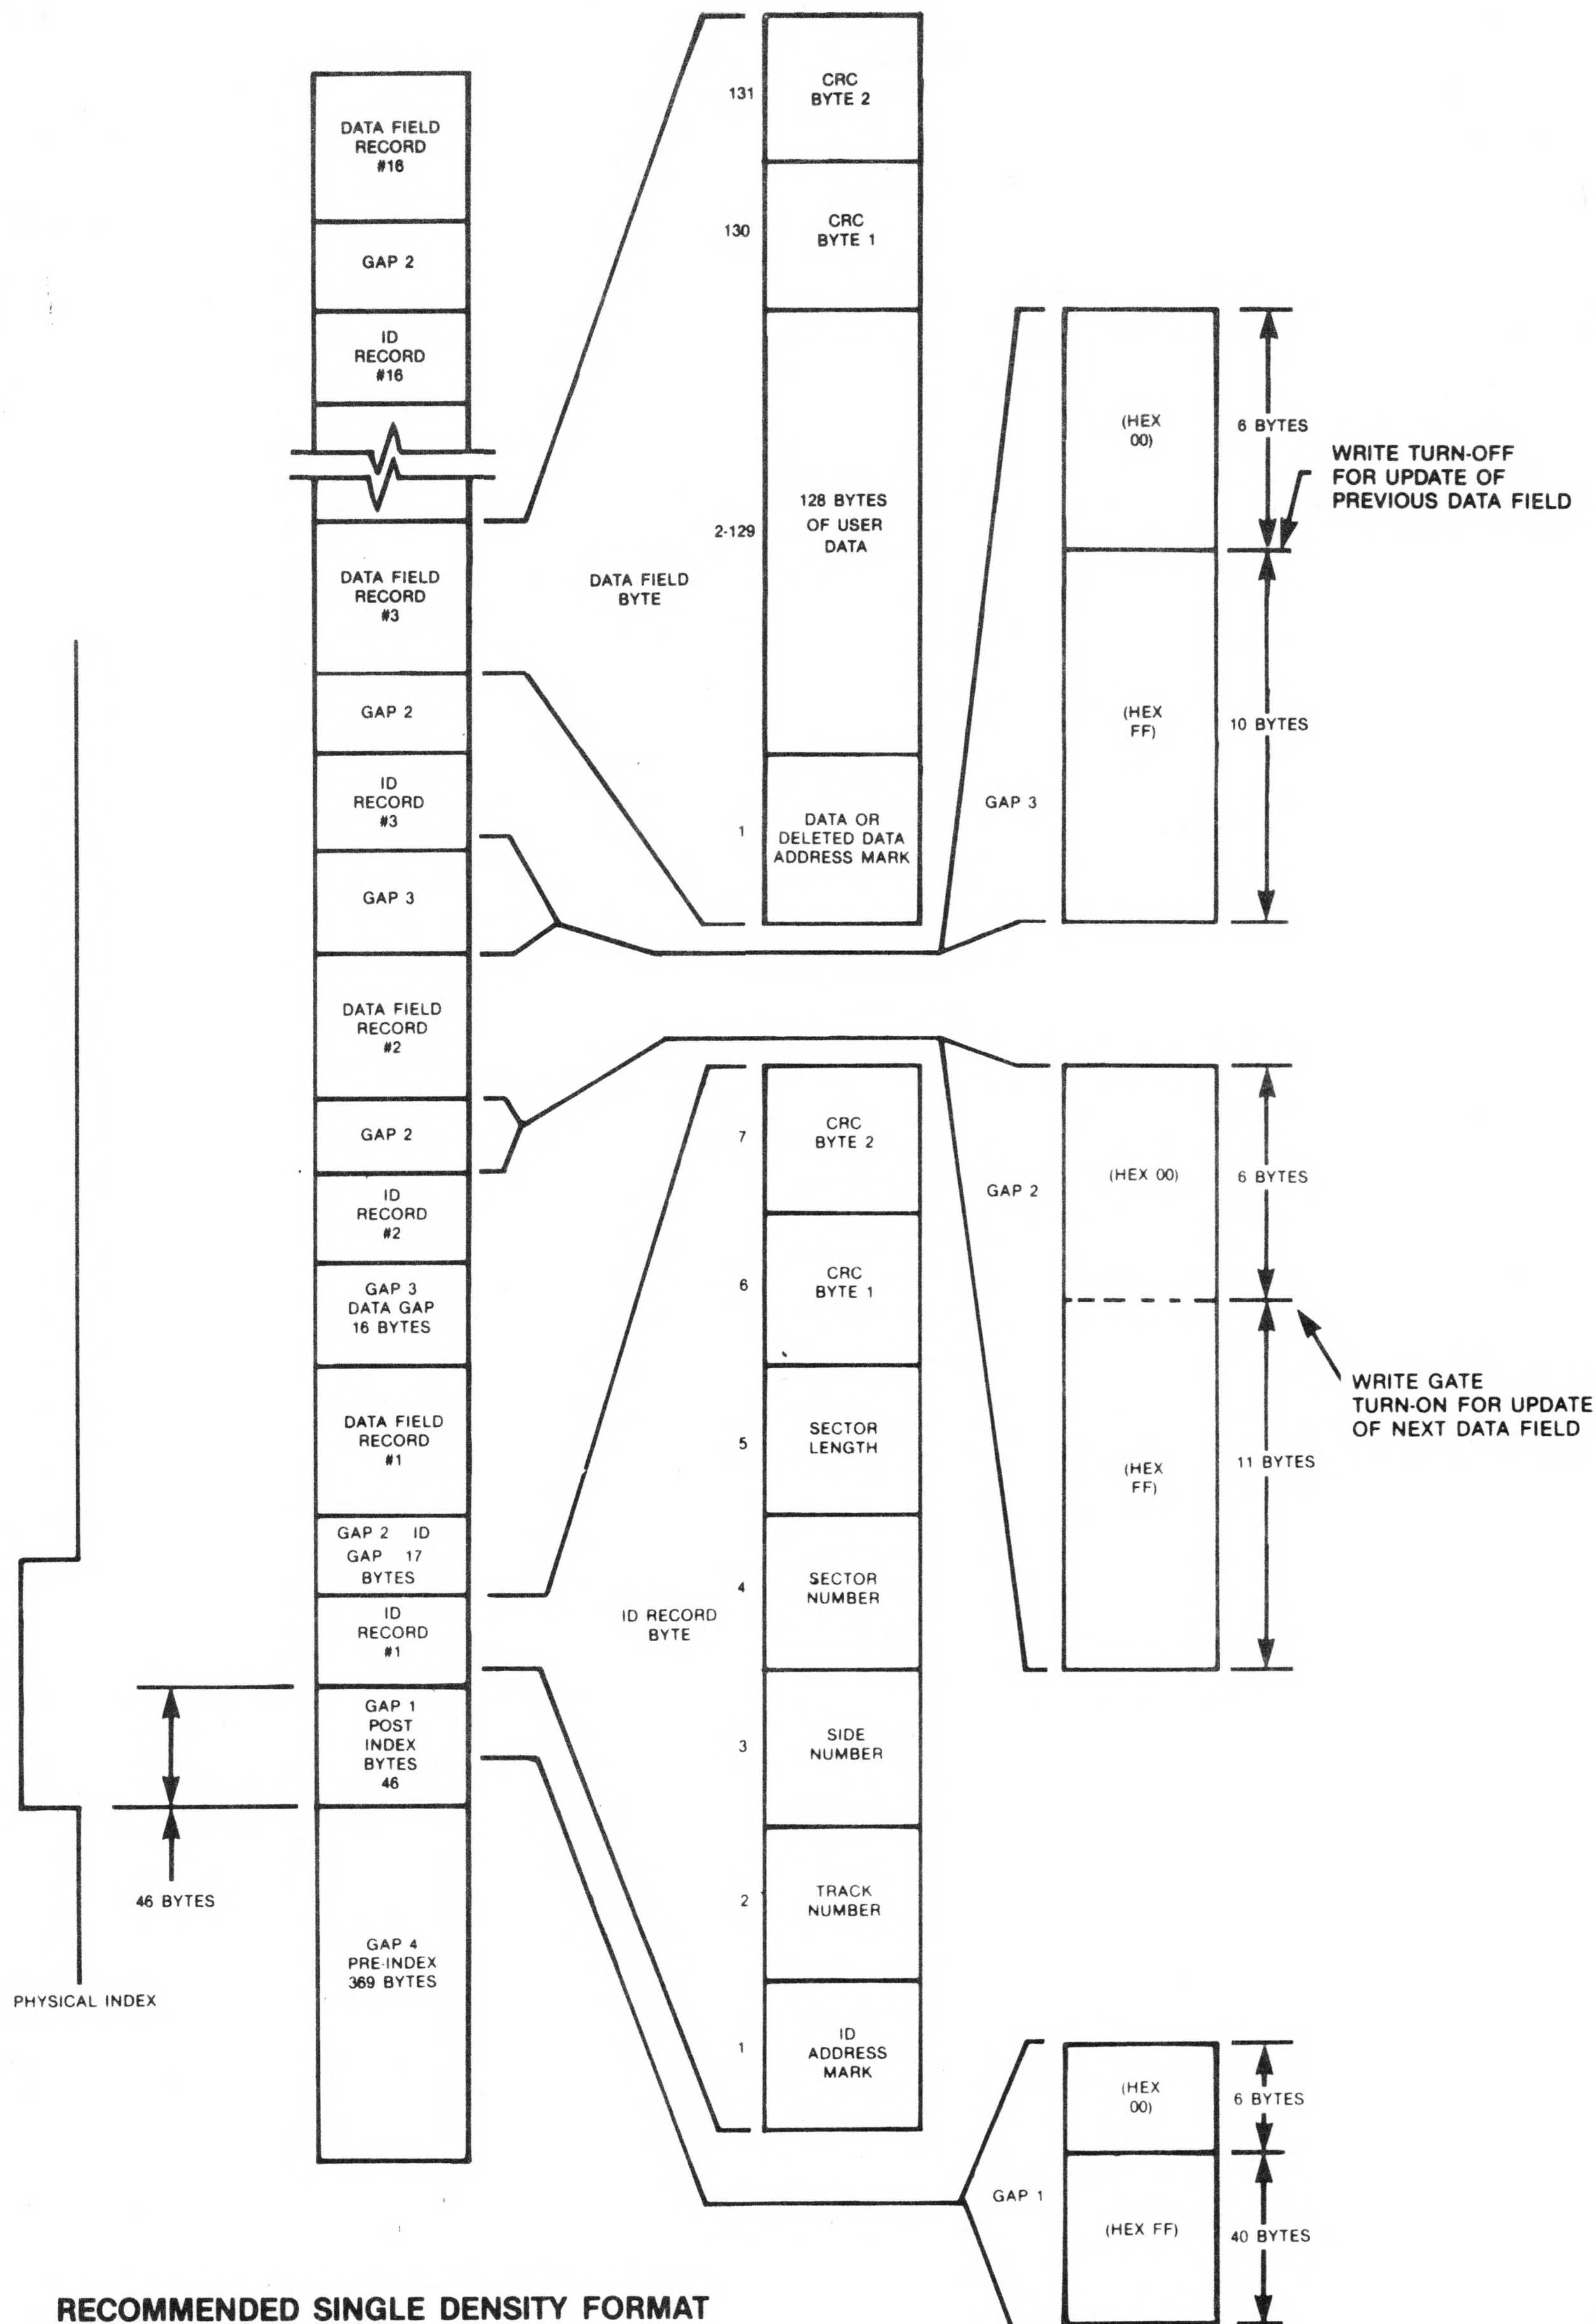 DATA FIELD
RECORD
#16
GAP 2
ID
RECORD
#16
DATA FIELD
RECORD
#3
GAP 2
ID
RECORD
#3
GAP 3
DATA FIELD
RECORD
#2
GAP 2
ID
RECORD
#2
GAP 3
DATA GAP
16 BYTES
DATA FIELD
RECORD
#1
GAP 2 ID
GAP 17
BYTES
ID
RECORD
#1
GAP 1
POST
INDEX
BYTES
46
GAP 4
PRE-INDEX
369 BYTES
46 BYTES
PHYSICAL INDEX
DATA FIELD
BYTE
131
CRC
BYTE 2
130
CRC
BYTE 1
2-129
128 BYTES
OF USER
DATA
1
DATA OR
DELETED DATA
ADDRESS MARK
GAP 3
(HEX
00)
6 BYTES
WRITE TURN-OFF
FOR UPDATE OF
PREVIOUS DATA FIELD
(HEX
FF)
10 BYTES
ID RECORD
BYTE
7
CRC
BYTE 2
6
CRC
BYTE 1
5
SECTOR
LENGTH
4
SECTOR
NUMBER
3
SIDE
NUMBER
2
TRACK
NUMBER
1
ID
ADDRESS
MARK
GAP 2
(HEX 00)
6 BYTES
WRITE GATE
TURN-ON FOR UPDATE
OF NEXT DATA FIELD
(HEX
FF)
11 BYTES
GAP 1
(HEX
00)
6 BYTES
(HEX FF)
40 BYTES
RECOMMENDED SINGLE DENSITY FORMAT